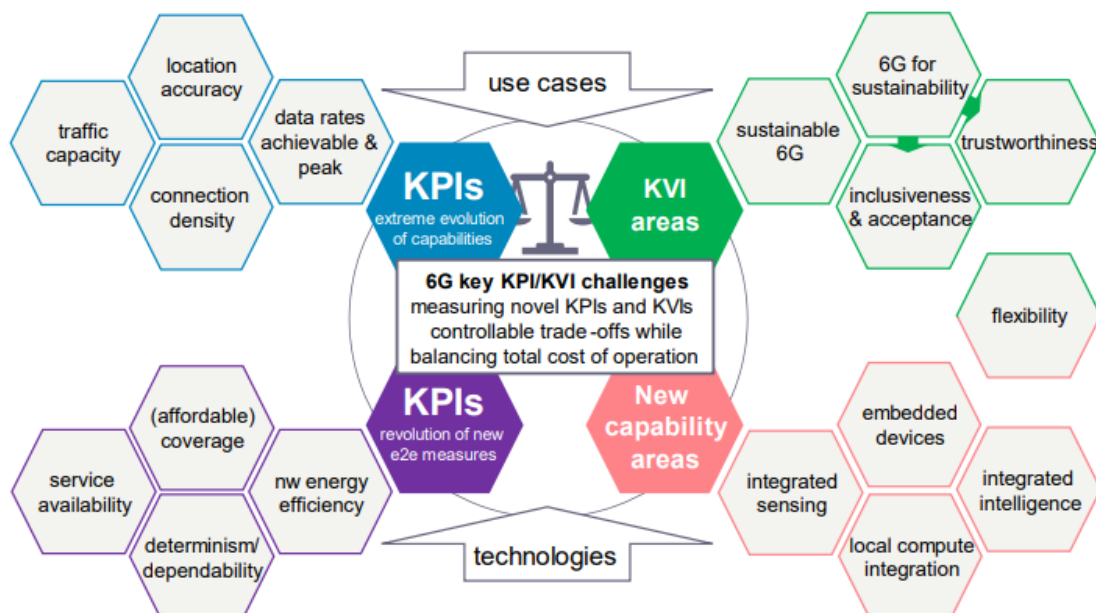 location
accuracy
traffic
capacity
data rates
achievable &
peak
connection
density
use cases
6G for
sustainability
sustainable
6G
trustworthiness
inclusiveness
& acceptance
KPIs
extreme evolution
of capabilities
KVI
areas
6G key KPI/KVI challenges
measuring novel KPIs and KVIs
controllable trade-offs while
balancing total cost of operation
flexibility
KPIs
revolution of new
e2e measures
New
capability
areas
(affordable)
coverage
service
availability
nw energy
efficiency
determinism/
dependability
technologies
embedded
devices
integrated
sensing
integrated
intelligence
local compute
integration